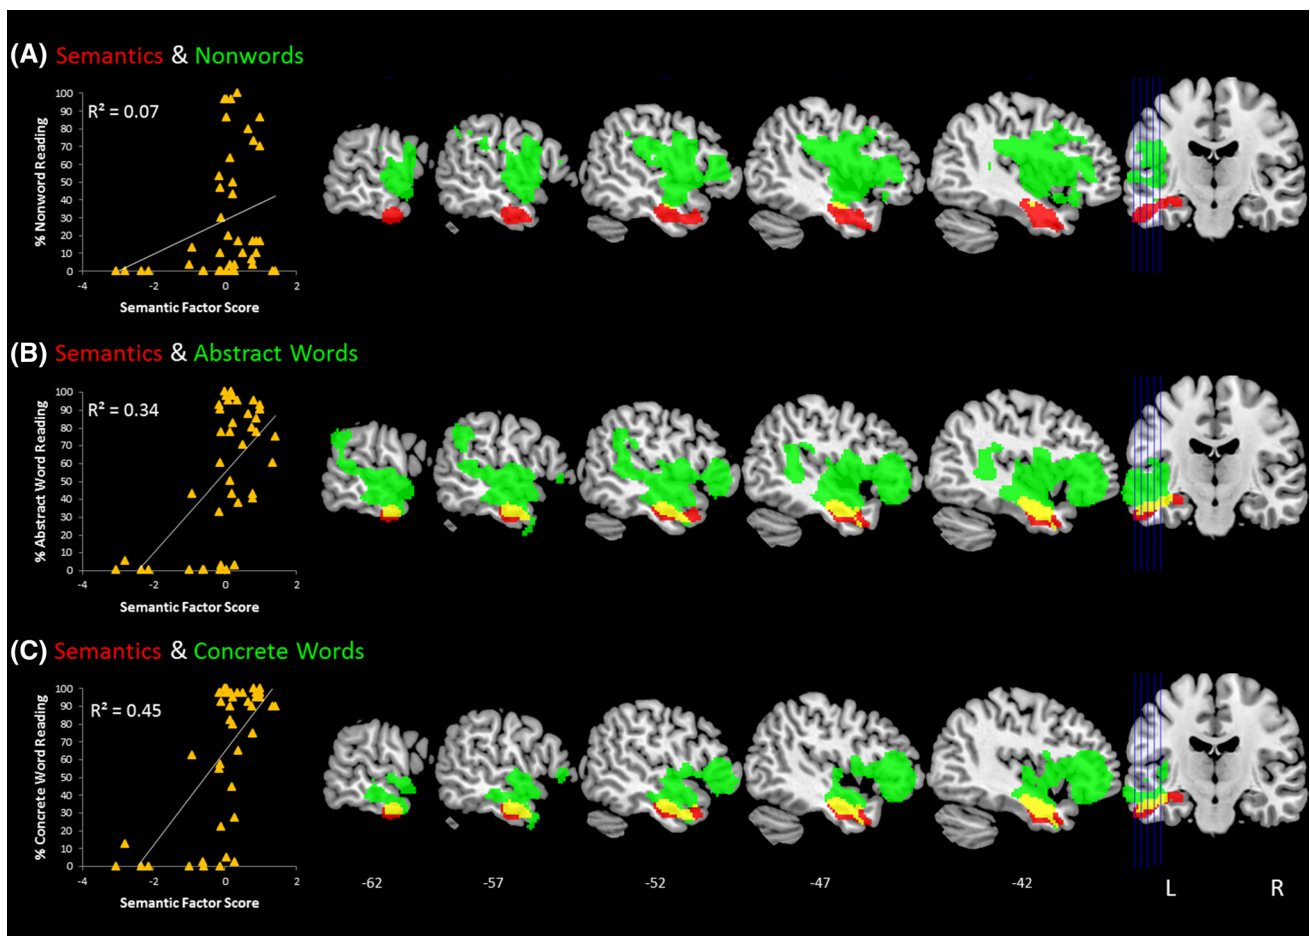 (A) Semantics & Nonwords
R² = 0.07
% Nonword Reading
100
90
80
70
60
50
40
30
20
10
0
-4 -2 0 2
Semantic Factor Score
(B) Semantics & Abstract Words
R² = 0.34
% Abstract Word Reading
100
90
80
70
60
50
40
30
20
10
0
-4 -2 0 2
Semantic Factor Score
(C) Semantics & Concrete Words
R² = 0.45
% Concrete Word Reading
100
90
80
70
60
50
40
30
20
10
0
-4 -2 0 2
Semantic Factor Score
-62 -57 -52 -47 -42 L R